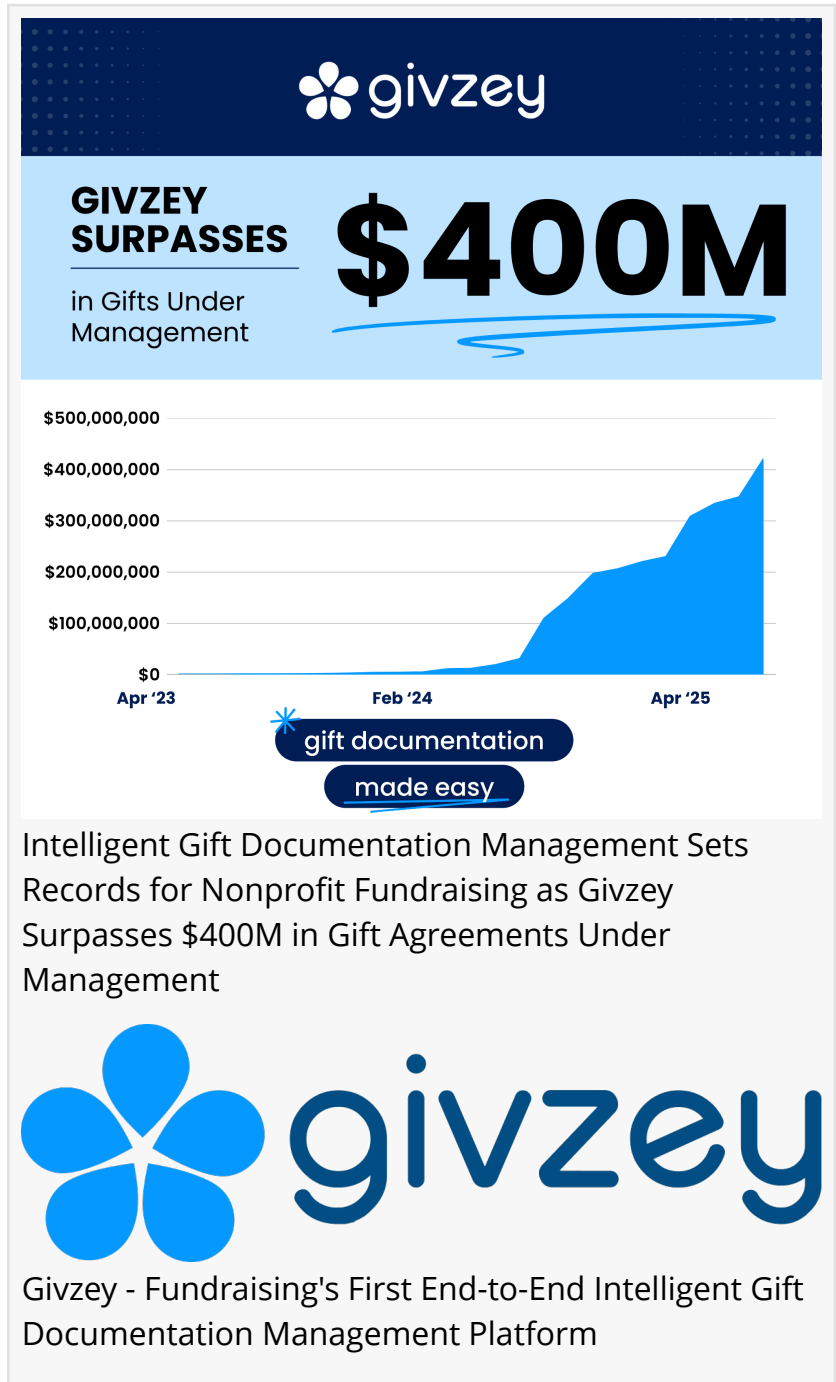 givzey
GIVZEY
SURPASSES
in Gifts Under
Management
$400M
$500,000,000
$400,000,000
$300,000,000
$200,000,000
$100,000,000
$0
Apr ‘23
Feb ‘24
Apr ‘25
gift documentation
made easy
Intelligent Gift Documentation Management Sets
Records for Nonprofit Fundraising as Givzey
Surpasses $400M in Gift Agreements Under
Management
givzey
Givzey - Fundraising's First End-to-End Intelligent Gift
Documentation Management Platform